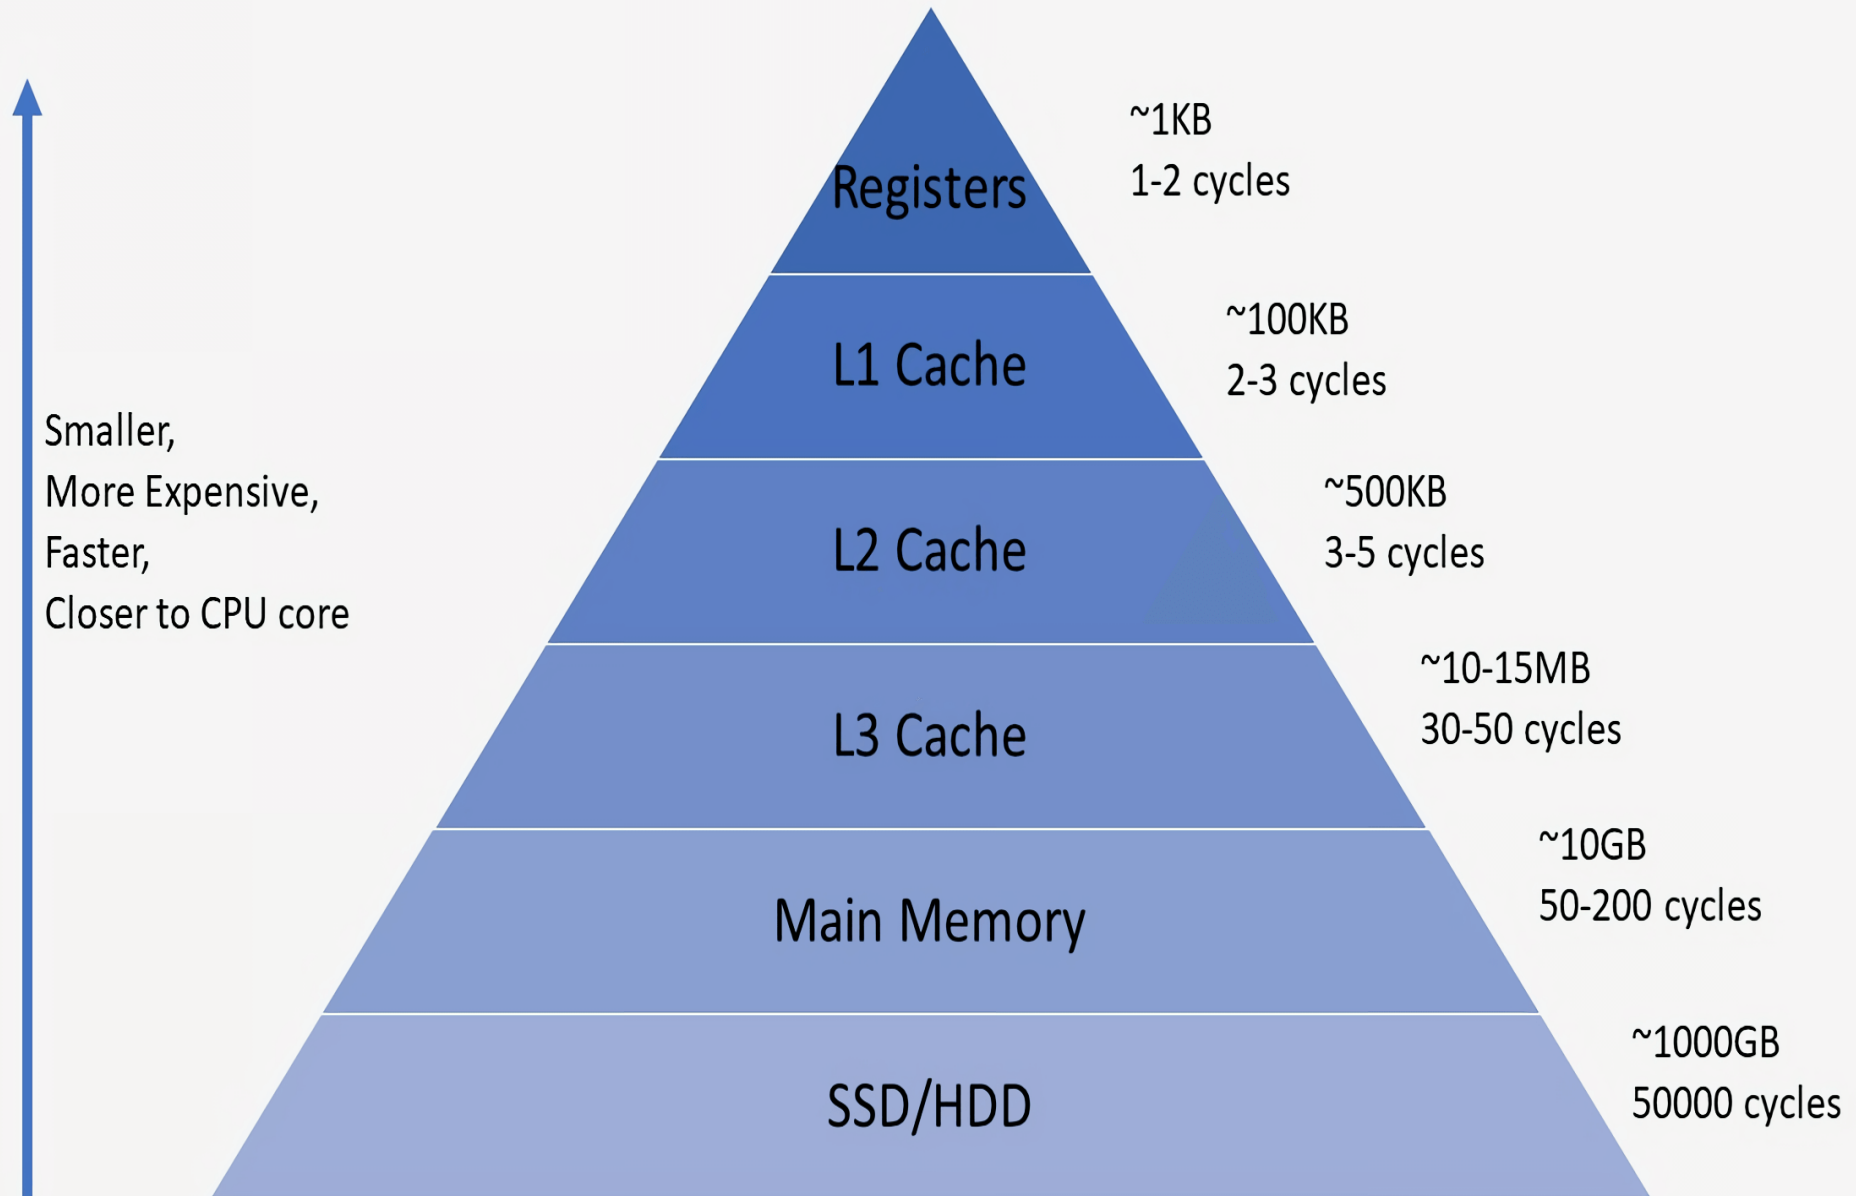 Registers
~1KB
1-2 cycles
L1 Cache
~100KB
2-3 cycles
Smaller,
More Expensive,
Faster,
Closer to CPU core
L2 Cache
~500KB
3-5 cycles
L3 Cache
~10-15MB
30-50 cycles
Main Memory
~10GB
50-200 cycles
SSD/HDD
~1000GB
50000 cycles